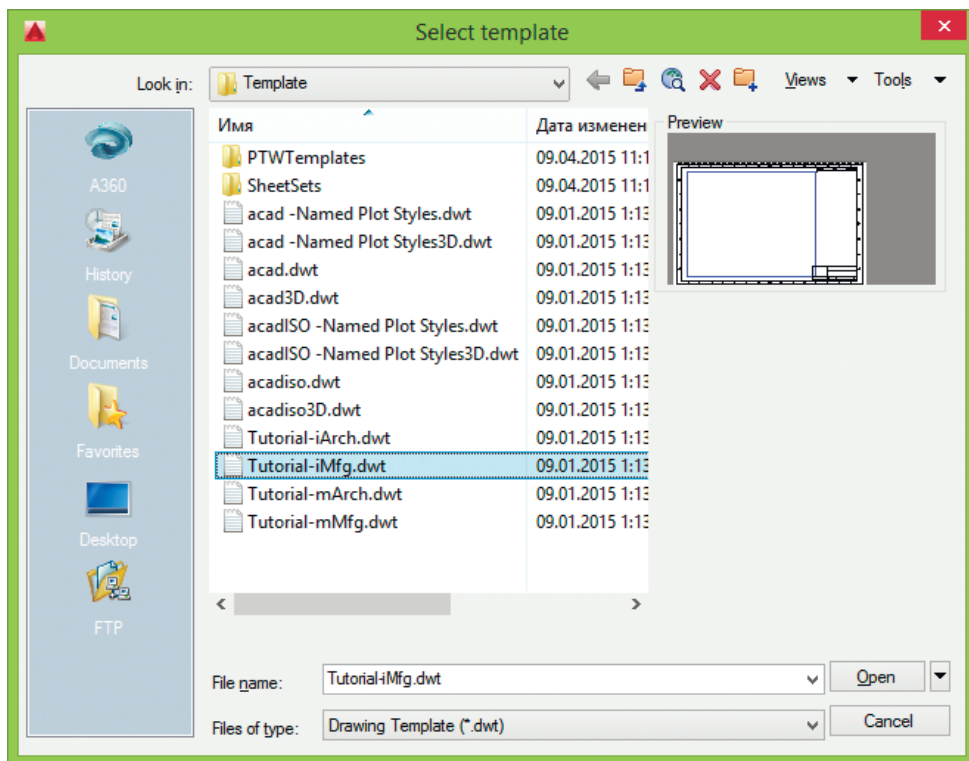 Select template
Look in: Template Views Tools
A360
History
Documents
Favorites
Desktop
FTP
Имя Дата изменен
PTWTemplates 09.04.2015 11:1
SheetSets 09.04.2015 11:1
acad -Named Plot Styles.dwt 09.01.2015 1:13
acad -Named Plot Styles3D.dwt 09.01.2015 1:13
acad.dwt 09.01.2015 1:13
acad3D.dwt 09.01.2015 1:13
acadISO -Named Plot Styles.dwt 09.01.2015 1:13
acadISO -Named Plot Styles3D.dwt 09.01.2015 1:13
acadiso.dwt 09.01.2015 1:13
acadiso3D.dwt 09.01.2015 1:13
Tutorial-iArch.dwt 09.01.2015 1:13
Tutorial-iMfg.dwt 09.01.2015 1:13
Tutorial-mArch.dwt 09.01.2015 1:13
Tutorial-mMfg.dwt 09.01.2015 1:13
Preview
File name: Tutorial-iMfg.dwt Open
Files of type: Drawing Template (*.dwt) Cancel